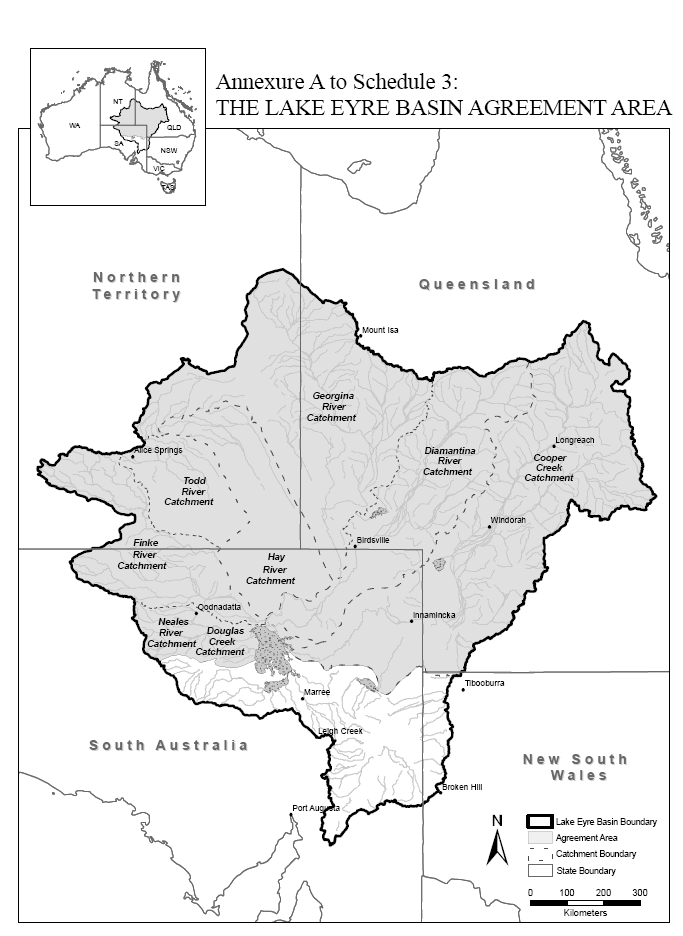 Annexure A to Schedule 3:
THE LAKE EYRE BASIN AGREEMENT AREA
NT
WA
QLD
SA
NSW
VIC
TAS
Northern
Territory
Queensland
Mount Isa
Georgina
River
Catchment
Longreach
Alice Springs
Diamantina
River
Catchment
Cooper
Creek
Catchment
Todd
River
Catchment
Windorah
Birdsville
Finke
River
Catchment
Hay
River
Catchment
Oodnadatta
Innamincka
Neales
River
Catchment
Douglas
Creek
Catchment
Tibooburra
Marree
Leigh Creek
South Australia
New South
Wales
Broken Hill
Port Augusta
N
Lake Eyre Basin Boundary
Agreement Area
Catchment Boundary
State Boundary
0 100 200 300
Kilometers